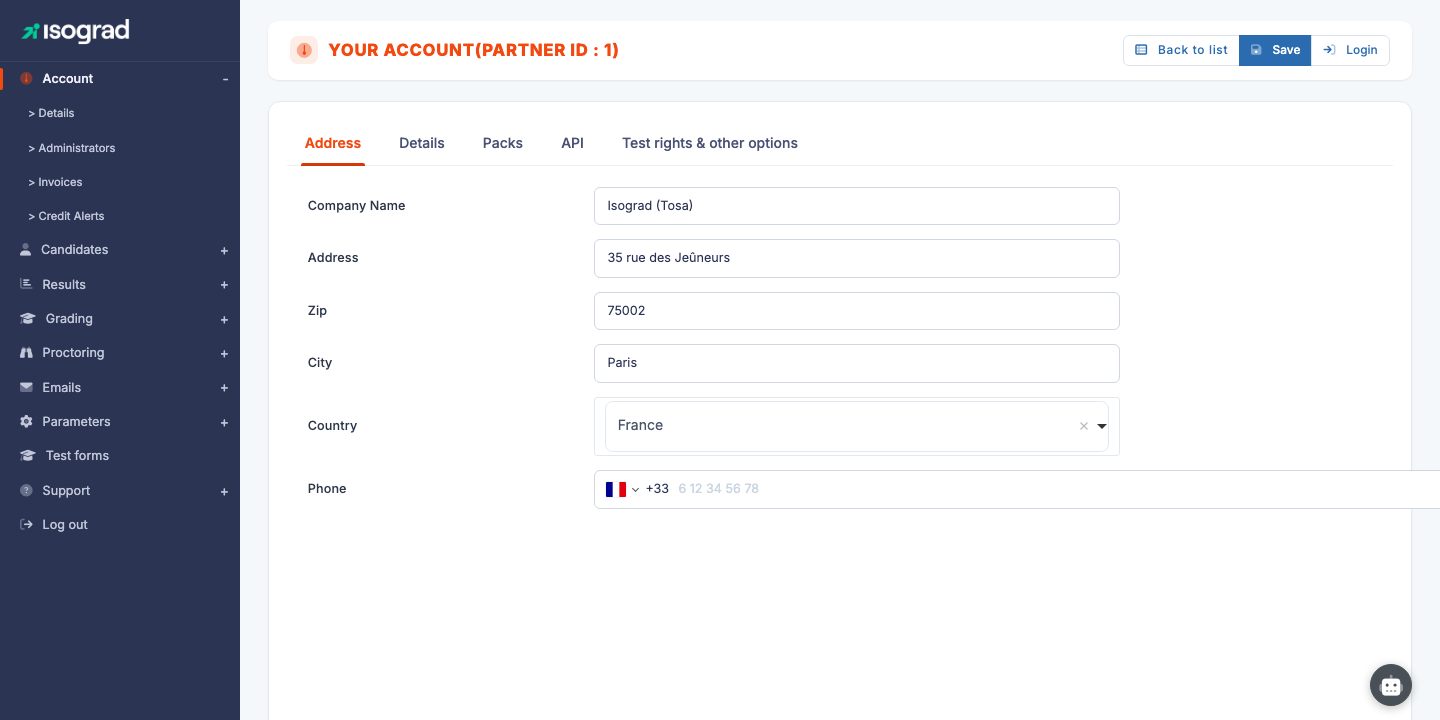 Isograd
Account -
> Details
> Administrators
> Invoices
> Credit Alerts
Candidates +
Results +
Grading +
Proctoring +
Emails +
Parameters +
Test forms
Support +
Log out
YOUR ACCOUNT(PARTNER ID : 1)
Back to list Save Login
Address Details Packs API Test rights & other options
Company Name Isograd (Tosa)
Address 35 rue des Jeûneurs
Zip 75002
City Paris
Country France ×
Phone +33 6 12 34 56 78